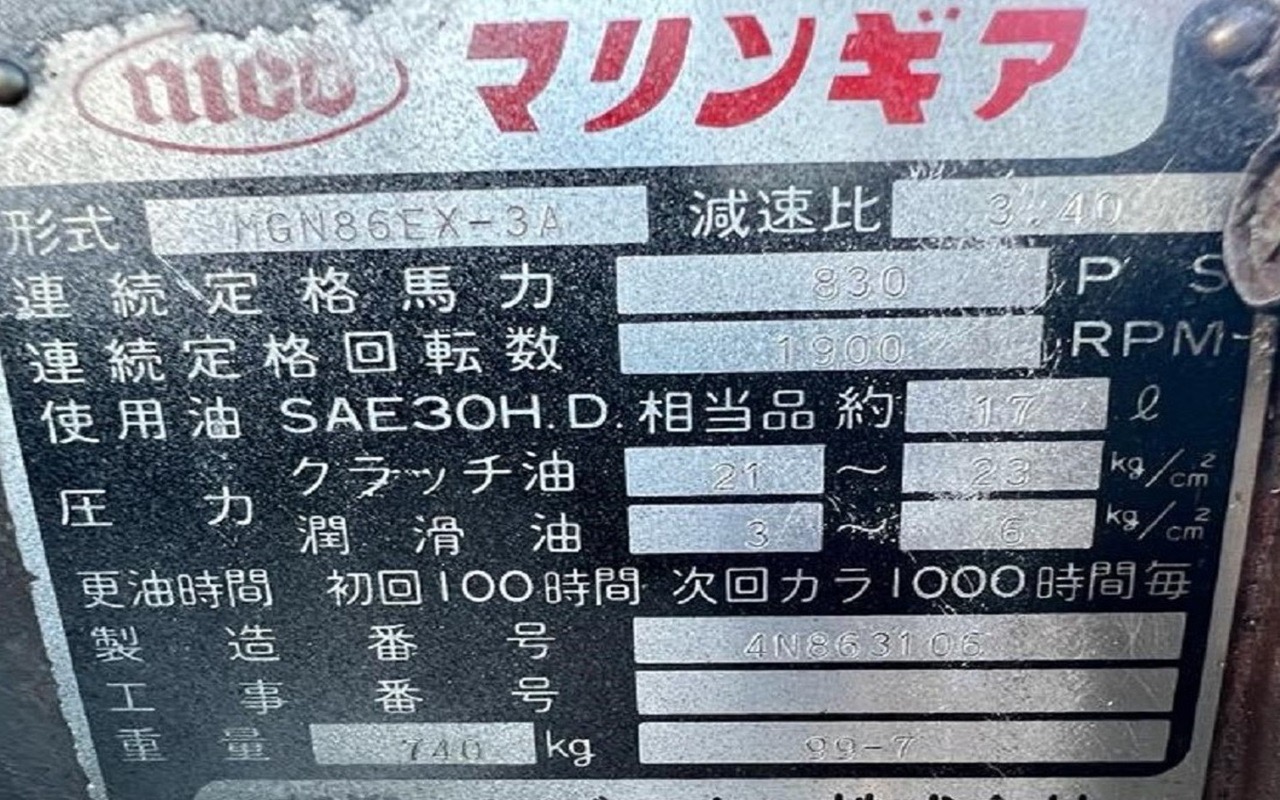 nico マリンギア
形式 MGN86EX-3A 減速比 3.40
連続定格馬力 830 PS
連続定格回転数 1900 RPM
使用油 SAE30H.D. 相当品 約 17 ℓ
圧力 クラッチ油 21 ～ 23 kg/cm²
潤滑油 3 ～ 6 kg/cm²
更油時間 初回100時間 次回カラ1000時間毎
製造番号 4N863106
工事番号
重量 740 kg 99-7